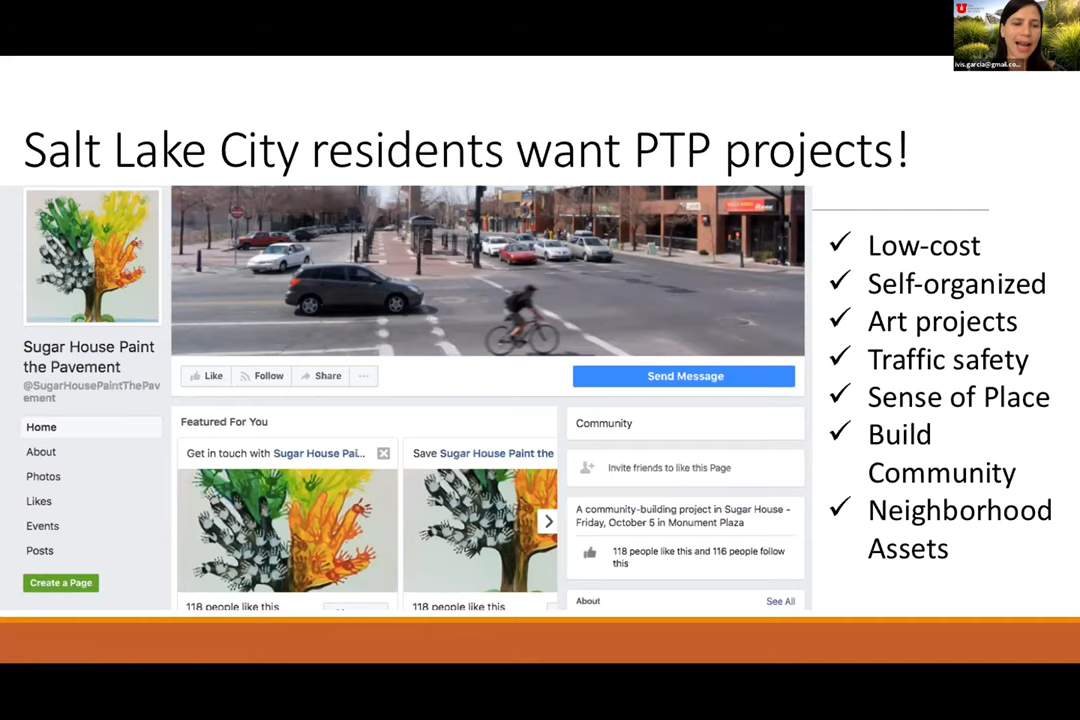 U
ivis.garcia@gmail.co...
Salt Lake City residents want PTP projects!
Sugar House Paint
the Pavement
@SugarHousePaintThePav
ement
Home
About
Photos
Likes
Events
Posts
Create a Page
Like
Follow
Share
...
Send Message
Featured For You
Get in touch with Sugar House Pai...
118 people like this
Save Sugar House Paint the
118 people like this
Community
Invite friends to like this Page
A community-building project in Sugar House -
Friday, October 5 in Monument Plaza
118 people like this and 116 people follow
this
About
See All
✓ Low-cost
✓ Self-organized
✓ Art projects
✓ Traffic safety
✓ Sense of Place
✓ Build
Community
✓ Neighborhood
Assets